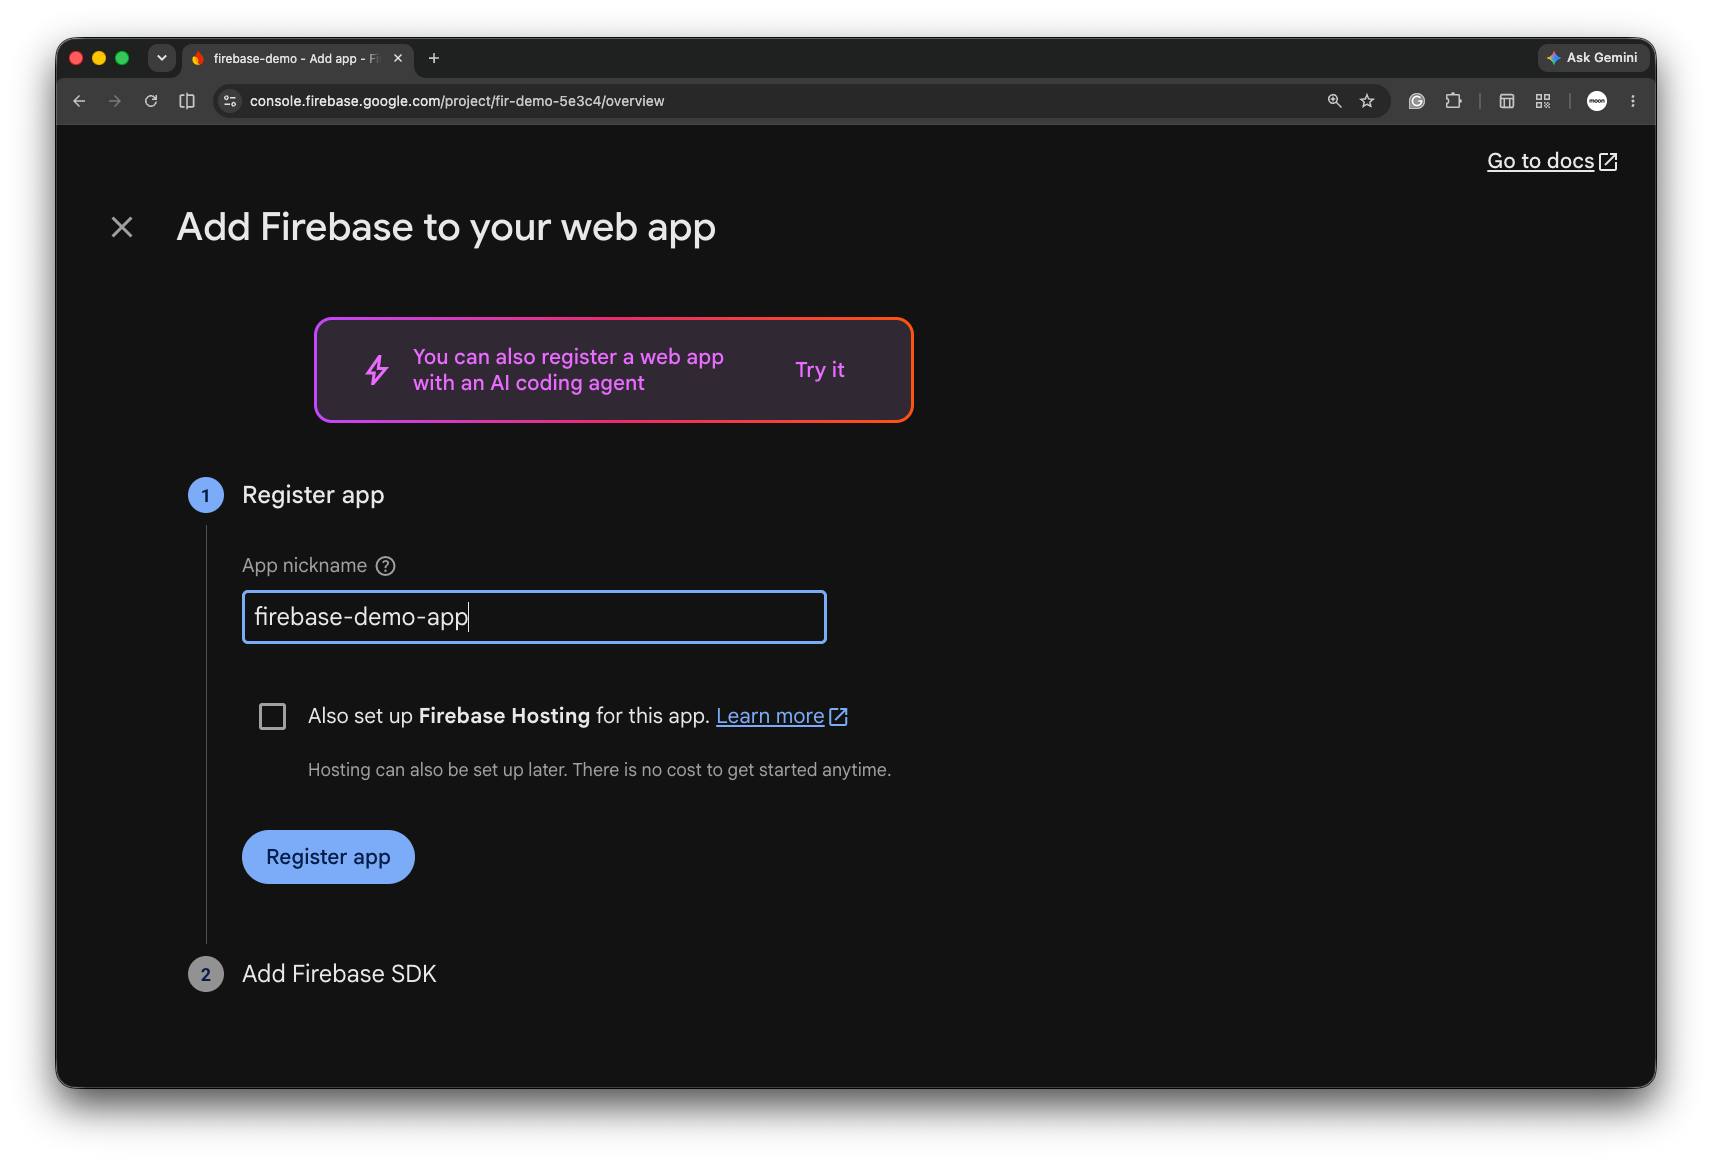 firebase-demo - Add app - Fi
Ask Gemini
console.firebase.google.com/project/fir-demo-5e3c4/overview
moon
Go to docs
Add Firebase to your web app
You can also register a web app
with an AI coding agent
Try it
1 Register app
App nickname
firebase-demo-app
Also set up Firebase Hosting for this app. Learn more
Hosting can also be set up later. There is no cost to get started anytime.
Register app
2 Add Firebase SDK